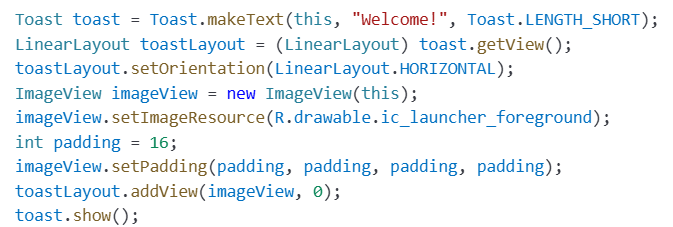 Toast toast = Toast.makeText(this, "Welcome!", Toast.LENGTH_SHORT);
LinearLayout toastLayout = (LinearLayout) toast.getView();
toastLayout.setOrientation(LinearLayout.HORIZONTAL);
ImageView imageView = new ImageView(this);
imageView.setImageResource(R.drawable.ic_launcher_foreground);
int padding = 16;
imageView.setPadding(padding, padding, padding, padding);
toastLayout.addView(imageView, 0);
toast.show();